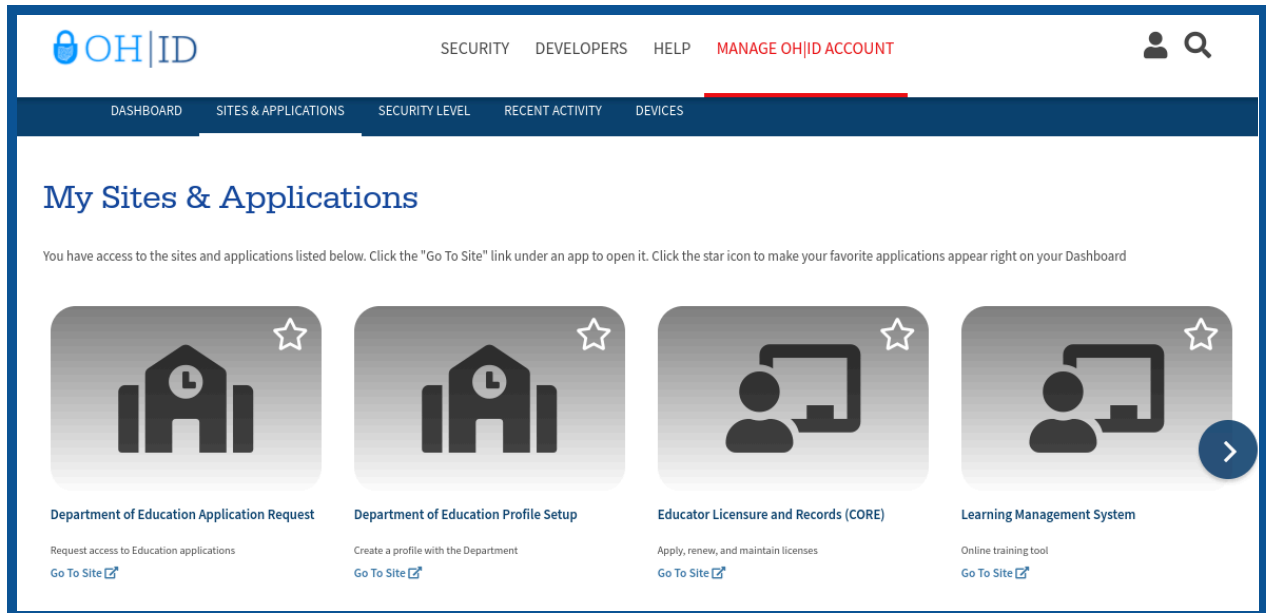 OH|ID
SECURITY DEVELOPERS HELP MANAGE OH|ID ACCOUNT
DASHBOARD SITES & APPLICATIONS SECURITY LEVEL RECENT ACTIVITY DEVICES
My Sites & Applications
You have access to the sites and applications listed below. Click the "Go To Site" link under an app to open it. Click the star icon to make your favorite applications appear right on your Dashboard
Department of Education Application Request
Request access to Education applications
Go To Site
Department of Education Profile Setup
Create a profile with the Department
Go To Site
Educator Licensure and Records (CORE)
Apply, renew, and maintain licenses
Go To Site
Learning Management System
Online training tool
Go To Site